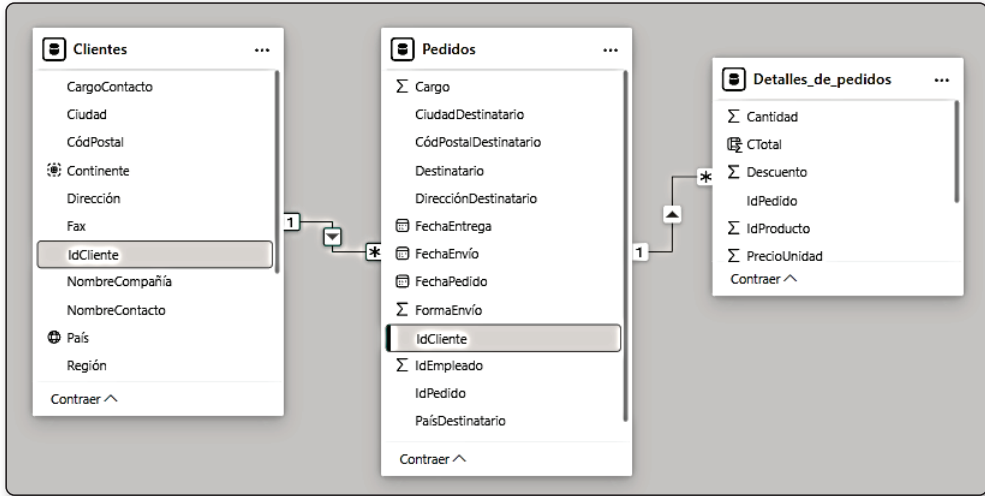 Clientes
CargoContacto
Ciudad
CódPostal
Continente
Dirección
Fax
IdCliente
NombreCompañía
NombreContacto
País
Región
Contraer
1
*
Pedidos
Cargo
CiudadDestinatario
CódPostalDestinatario
Destinatario
DirecciónDestinatario
FechaEntrega
FechaEnvío
FechaPedido
FormaEnvío
IdCliente
IdEmpleado
IdPedido
PaísDestinatario
Contraer
1
*
Detalles_de_pedidos
Cantidad
CTotal
Descuento
IdPedido
IdProducto
PrecioUnidad
Contraer